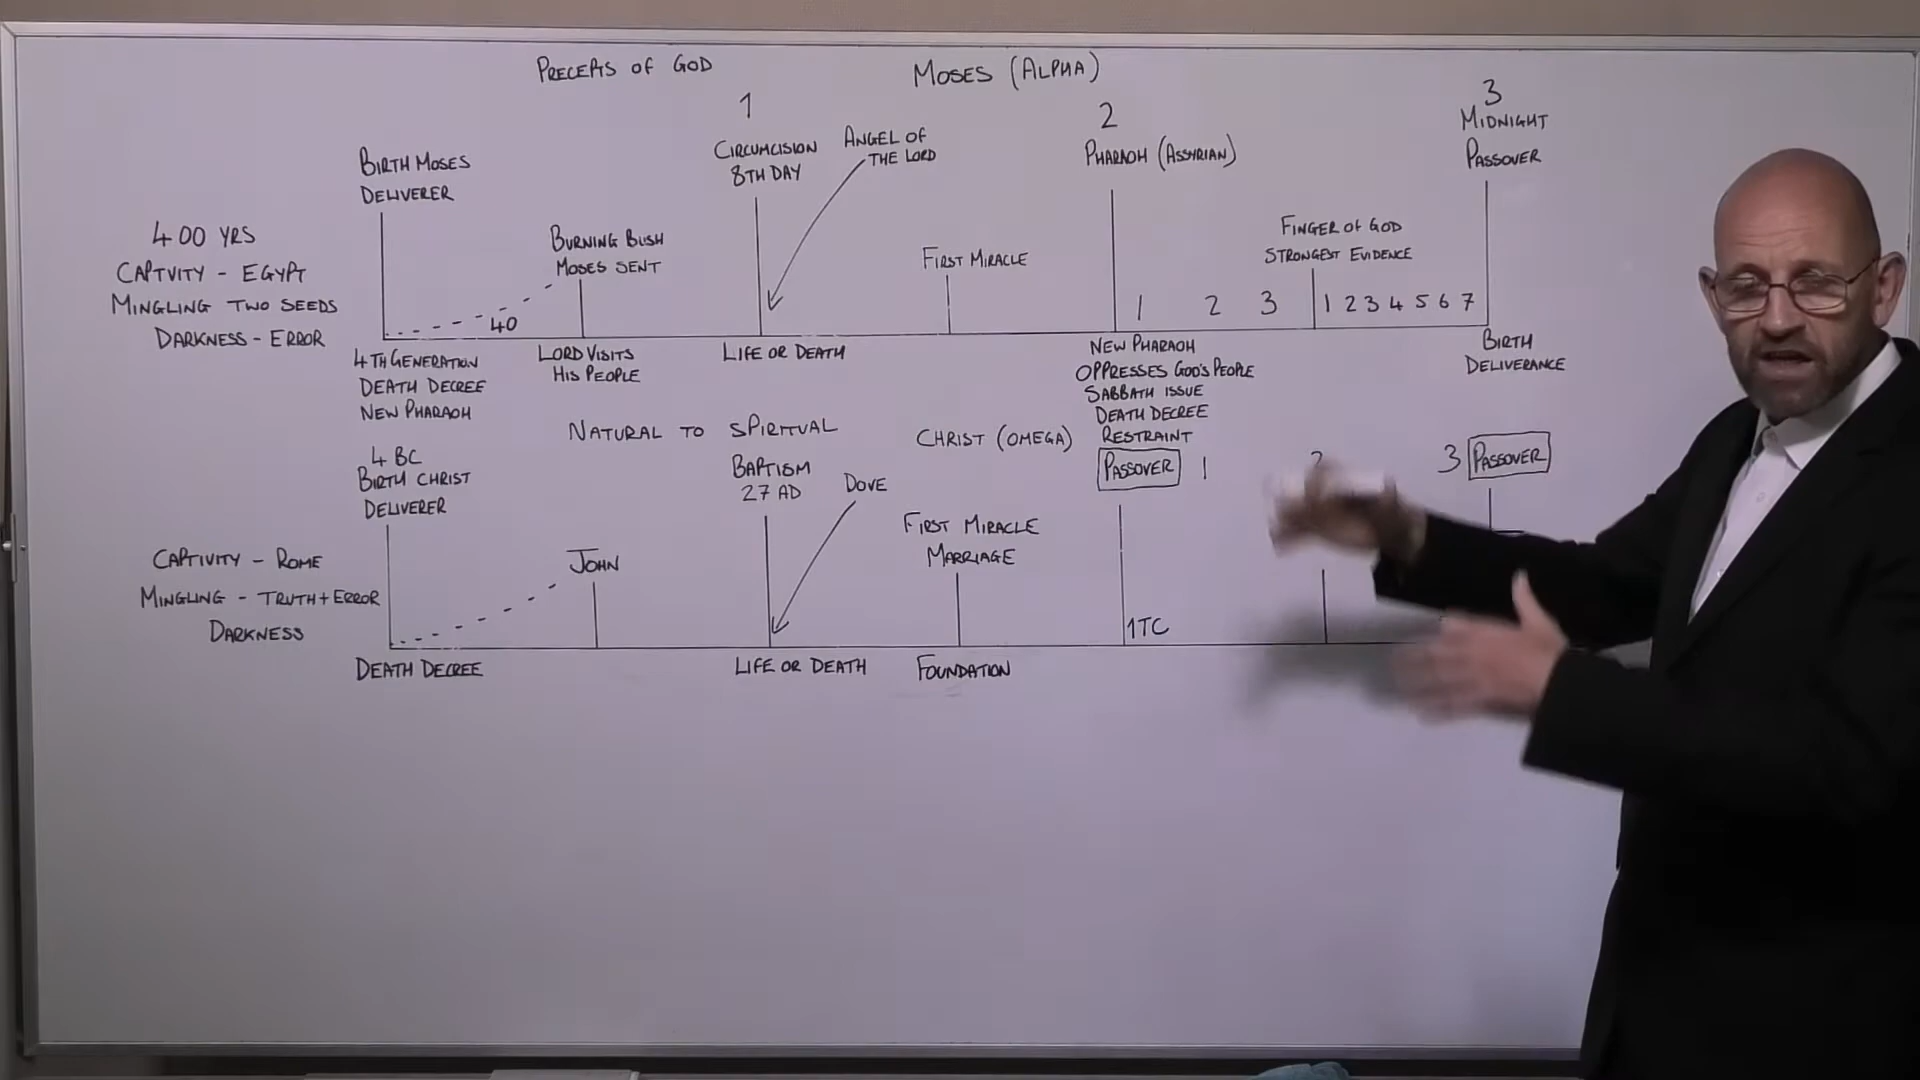 PRECEPTS OF GOD
MOSES (ALPHA)
1
2
3
CIRCUMCISION
8TH DAY
ANGEL OF
THE LORD
PHARAOH (ASSYRIAN)
MIDNIGHT
PASSOVER
BIRTH MOSES
DELIVERER
400 YRS
CAPTVITY - EGYPT
MINGLING TWO SEEDS
DARKNESS - ERROR
BURNING BUSH
MOSES SENT
FIRST MIRACLE
FINGER OF GOD
STRONGEST EVIDENCE
40
1 2 3
1 2 3 4 5 6 7
4TH GENERATION
DEATH DECREE
NEW PHARAOH
LORD VISITS
HIS PEOPLE
LIFE OR DEATH
NEW PHARAOH
OPPRESSES GOD'S PEOPLE
SABBATH ISSUE
DEATH DECREE
RESTRAINT
BIRTH
DELIVERANCE
NATURAL TO SPIRITUAL
CHRIST (OMEGA)
4 BC
BIRTH CHRIST
DELIVERER
BAPTISM
27 AD
DOVE
PASSOVER 1
3 PASSOVER
CAPTIVITY - ROME
MINGLING - TRUTH + ERROR
DARKNESS
JOHN
FIRST MIRACLE
MARRIAGE
1TC
DEATH DECREE
LIFE OR DEATH
FOUNDATION